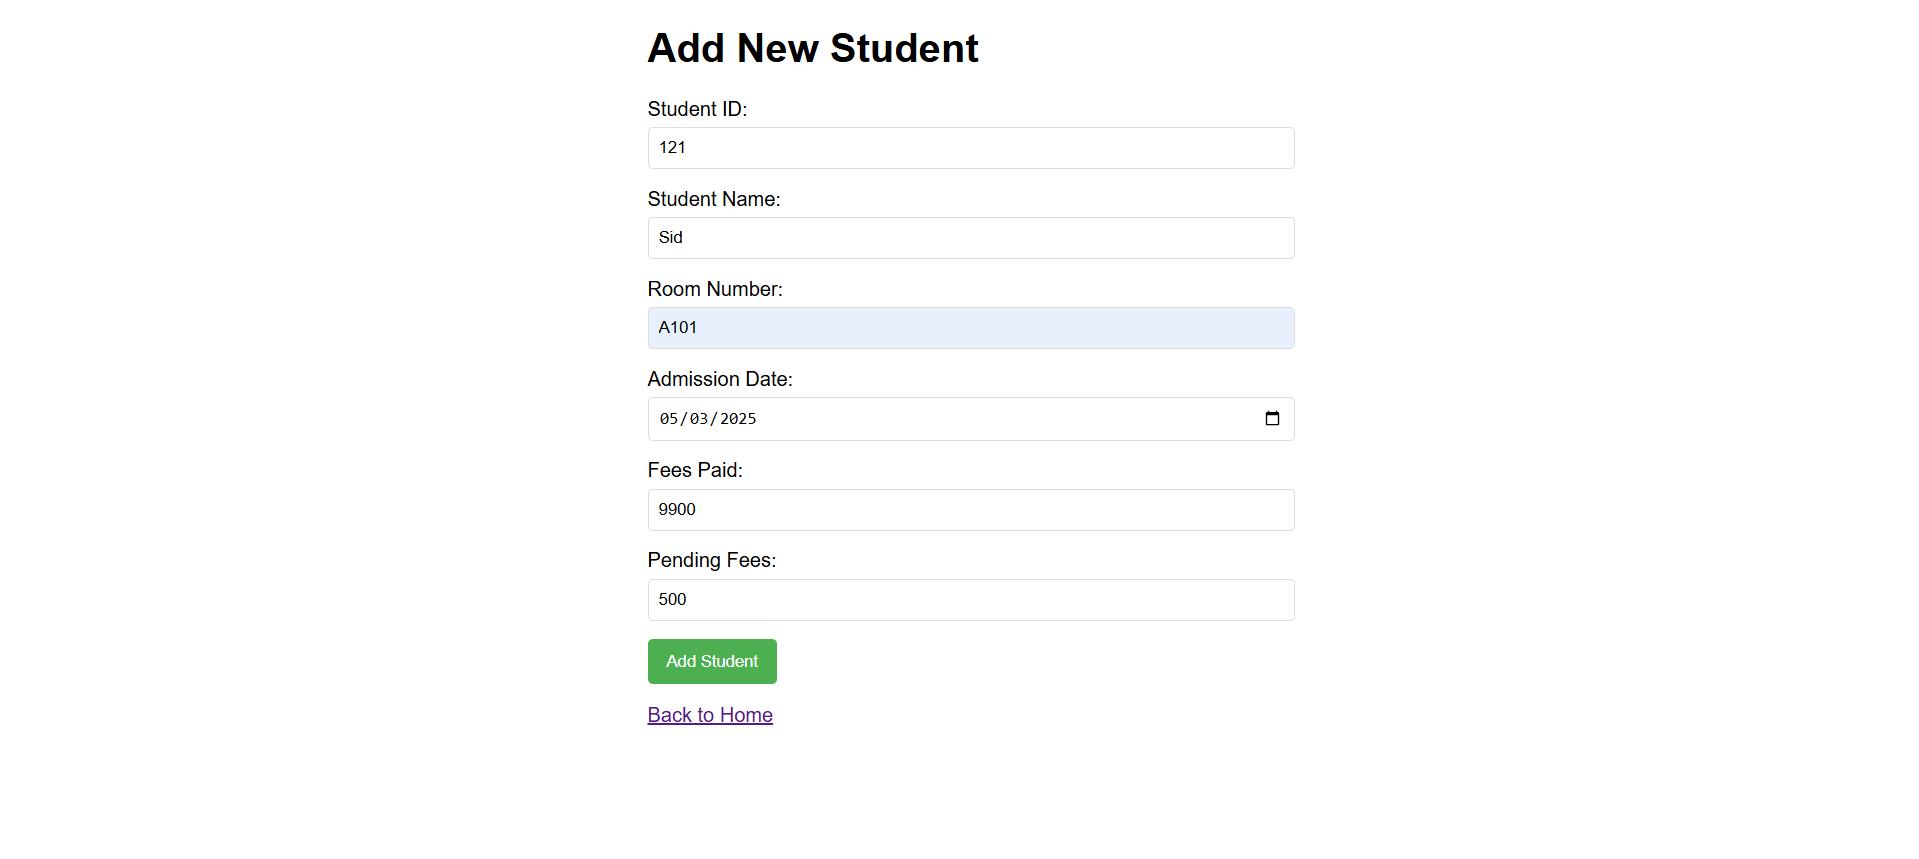 Add New Student
Student ID:
121
Student Name:
Sid
Room Number:
A101
Admission Date:
05/03/2025
Fees Paid:
9900
Pending Fees:
500
Add Student
Back to Home